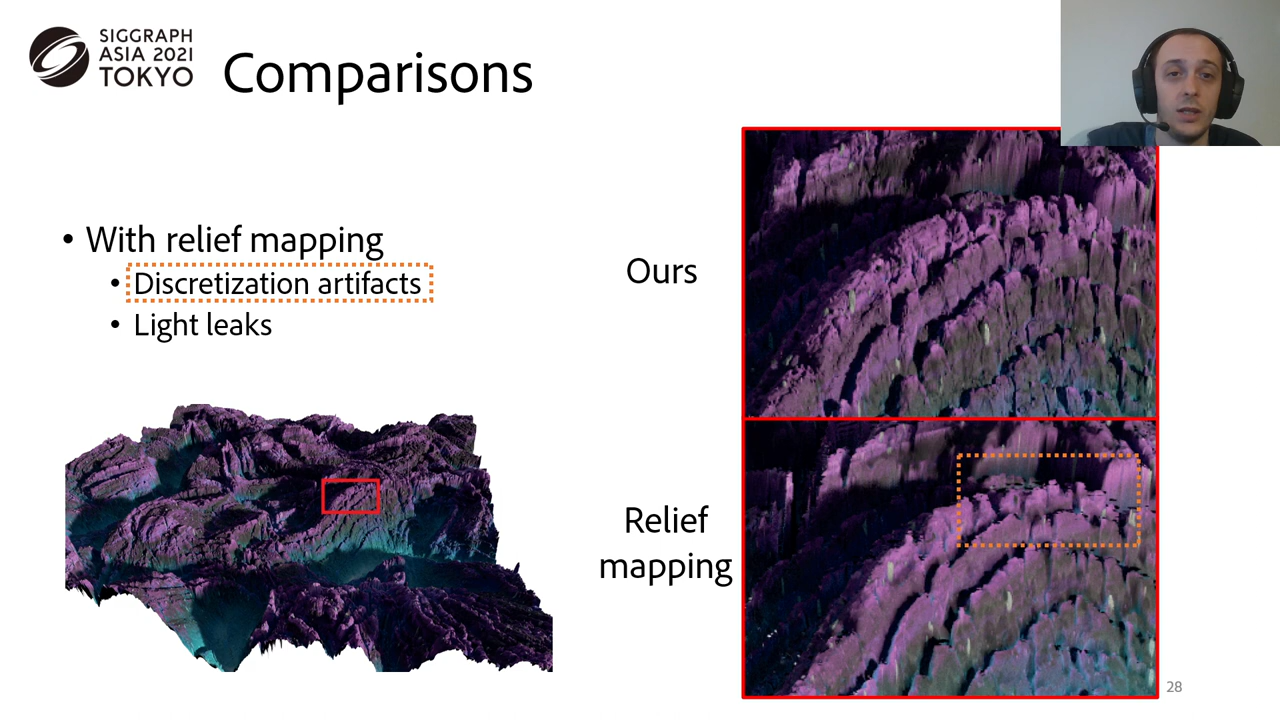 SIGGRAPH
ASIA 2021
TOKYO
Comparisons
• With relief mapping
• Discretization artifacts
• Light leaks
Ours
Relief
mapping
28